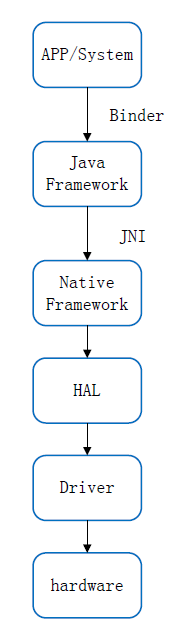 APP/System
Binder
Java
Framework
JNI
Native
Framework
HAL
Driver
hardware